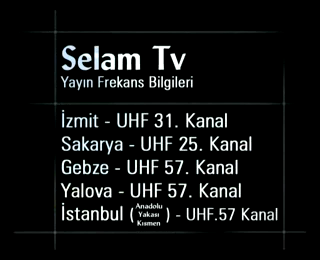 Selam Tv
Yayın Frekans Bilgileri
İzmit - UHF 31. Kanal
Sakarya - UHF 25. Kanal
Gebze - UHF 57. Kanal
Yalova - UHF 57. Kanal
İstanbul (Anadolu Yakası Kısmen) - UHF.57 Kanal